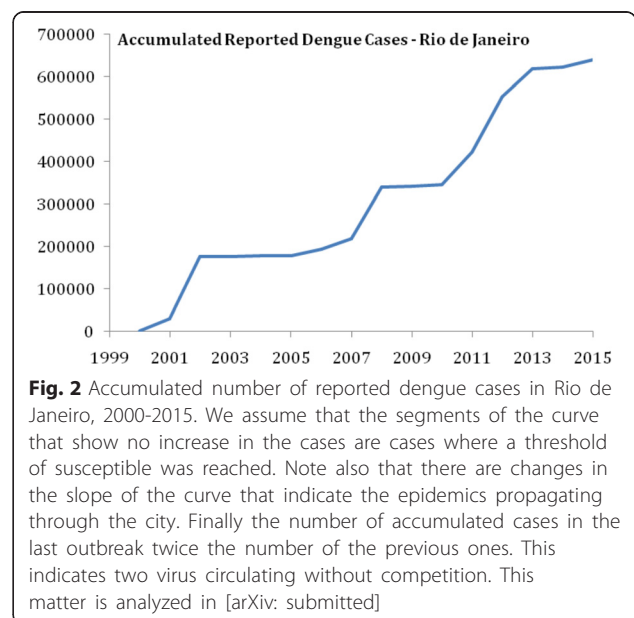 700000
Accumulated Reported Dengue Cases - Rio de Janeiro
600000
500000
400000
300000
200000
100000
0
1999 2001 2003 2005 2007 2009 2011 2013 2015
Fig. 2 Accumulated number of reported dengue cases in Rio de
Janeiro, 2000-2015. We assume that the segments of the curve
that show no increase in the cases are cases where a threshold
of susceptible was reached. Note also that there are changes in
the slope of the curve that indicate the epidemics propagating
through the city. Finally the number of accumulated cases in the
last outbreak twice the number of the previous ones. This
indicates two virus circulating without competition. This
matter is analyzed in [arXiv: submitted]